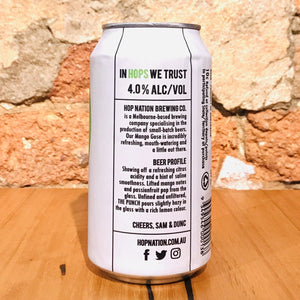 IN HOPS WE TRUST
4.0% ALC/VOL
HOP NATION BREWING CO.
is a Melbourne-based brewing
company specialising in the
production of small-batch beers.
Our Mango Gose is incredibly
refreshing, mouth-watering and
a little out there.
BEER PROFILE
Showing off a refreshing citrus
acidity and a hint of saline
smoothness. Lifted mango notes
and passionfruit pump from the
glass. Unfined and unfiltered,
THE PUNCH pours slightly hazy in
the glass with a rich lemon colour.
CHEERS, SAM & DUNC
HOPNATION.COM.AU